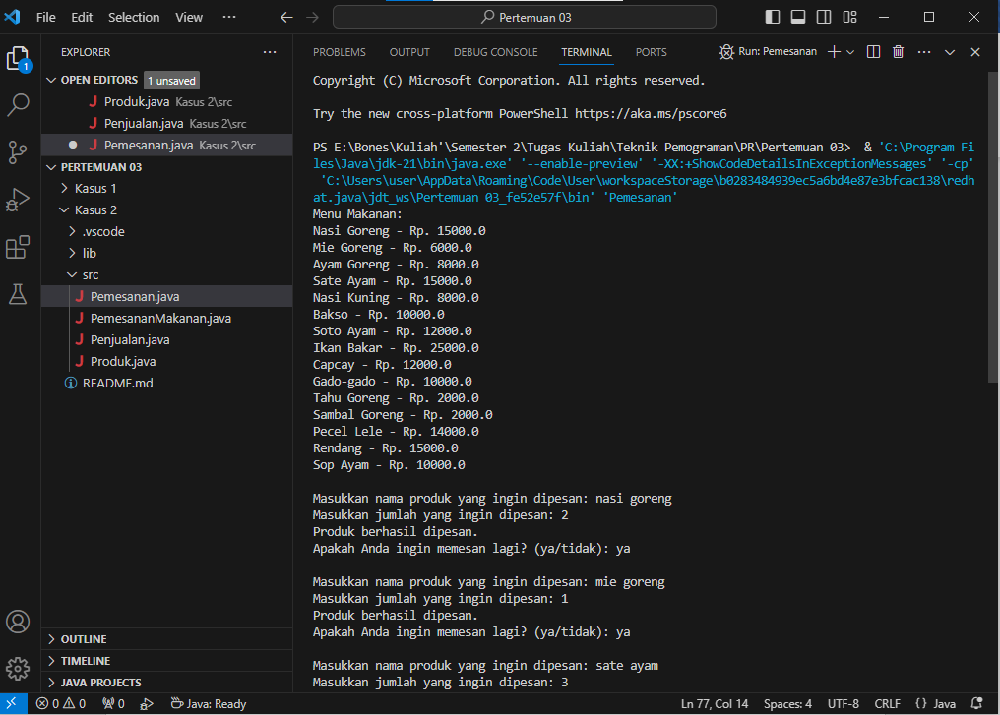 File Edit Selection View ··· Pertemuan 03
EXPLORER ···
OPEN EDITORS 1 unsaved
Produk.java Kasus 2\src
Penjualan.java Kasus 2\src
Pemesanan.java Kasus 2\src
PERTEMUAN 03
Kasus 1
Kasus 2
.vscode
lib
src
Pemesanan.java
PemesananMakanan.java
Penjualan.java
Produk.java
README.md
OUTLINE
TIMELINE
JAVA PROJECTS
1
PROBLEMS OUTPUT DEBUG CONSOLE TERMINAL PORTS Run: Pemesanan ···
Copyright (C) Microsoft Corporation. All rights reserved.
Try the new cross-platform PowerShell https://aka.ms/pscore6
PS E:\Bones\Kuliah'\Semester 2\Tugas Kuliah\Teknik Pemograman\PR\Pertemuan 03>  & 'C:\Program Fi
les\Java\jdk-21\bin\java.exe' '--enable-preview' '-XX:+ShowCodeDetailsInExceptionMessages' '-cp'
'C:\Users\user\AppData\Roaming\Code\User\workspaceStorage\b0283484939ec5a6bd4e87e3bfcac138\redh
at.java\jdt_ws\Pertemuan 03_fe52e57f\bin' 'Pemesanan'
Menu Makanan:
Nasi Goreng - Rp. 15000.0
Mie Goreng - Rp. 6000.0
Ayam Goreng - Rp. 8000.0
Sate Ayam - Rp. 15000.0
Nasi Kuning - Rp. 8000.0
Bakso - Rp. 10000.0
Soto Ayam - Rp. 12000.0
Ikan Bakar - Rp. 25000.0
Capcay - Rp. 12000.0
Gado-gado - Rp. 10000.0
Tahu Goreng - Rp. 2000.0
Sambal Goreng - Rp. 2000.0
Pecel Lele - Rp. 14000.0
Rendang - Rp. 15000.0
Sop Ayam - Rp. 10000.0
Masukkan nama produk yang ingin dipesan: nasi goreng
Masukkan jumlah yang ingin dipesan: 2
Produk berhasil dipesan.
Apakah Anda ingin memesan lagi? (ya/tidak): ya
Masukkan nama produk yang ingin dipesan: mie goreng
Masukkan jumlah yang ingin dipesan: 1
Produk berhasil dipesan.
Apakah Anda ingin memesan lagi? (ya/tidak): ya
Masukkan nama produk yang ingin dipesan: sate ayam
Masukkan jumlah yang ingin dipesan: 3
0 0 0 Java: Ready Ln 77, Col 14 Spaces: 4 UTF-8 CRLF {} Java